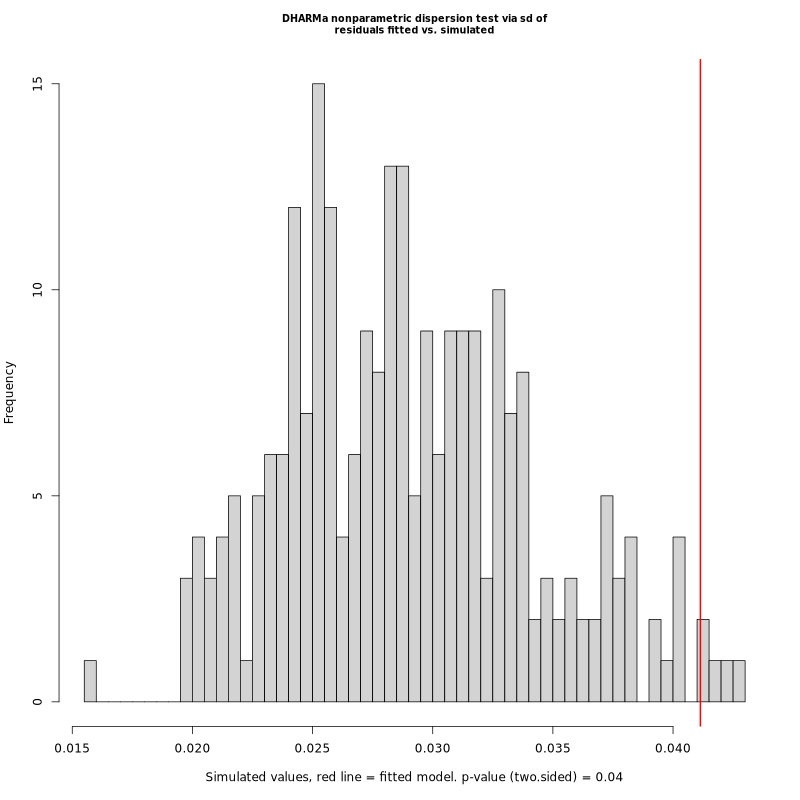 DHARMa nonparametric dispersion test via sd of
residuals fitted vs. simulated
15
10
5
0
Frequency
0.015 0.020 0.025 0.030 0.035 0.040
Simulated values, red line = fitted model. p-value (two.sided) = 0.04